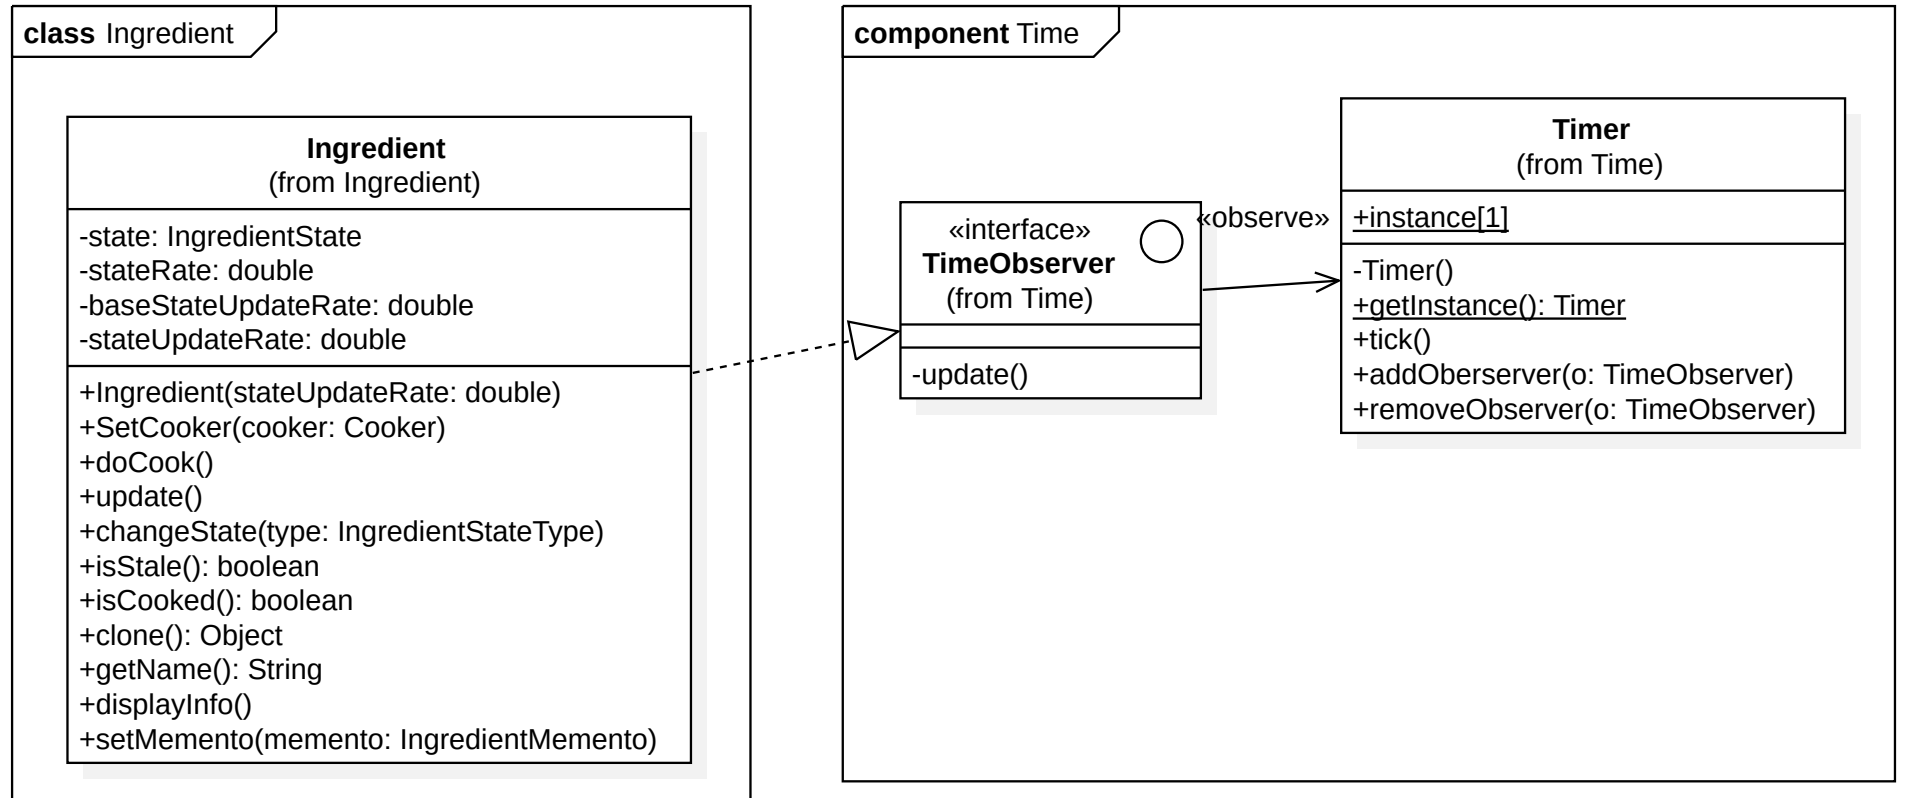 class Ingredient
Ingredient
(from Ingredient)
-state: IngredientState
-stateRate: double
-baseStateUpdateRate: double
-stateUpdateRate: double
+Ingredient(stateUpdateRate: double)
+SetCooker(cooker: Cooker)
+doCook()
+update()
+changeState(type: IngredientStateType)
+isStale(): boolean
+isCooked(): boolean
+clone(): Object
+getName(): String
+displayInfo()
+setMemento(memento: IngredientMemento)
component Time
«interface»
TimeObserver
(from Time)
-update()
«observe»
Timer
(from Time)
+instance[1]
-Timer()
+getInstance(): Timer
+tick()
+addOberserver(o: TimeObserver)
+removeObserver(o: TimeObserver)